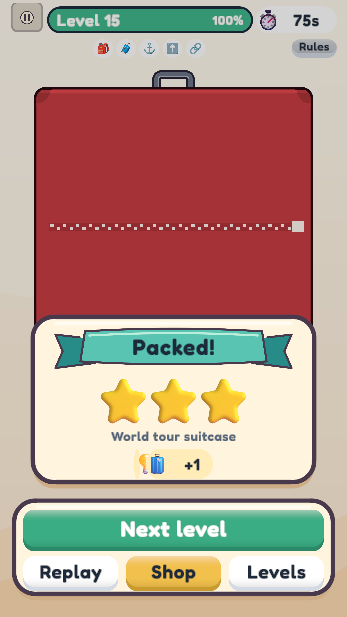 Level 15
100%
75s
Rules
Packed!
World tour suitcase
+1
Next level
Replay
Shop
Levels